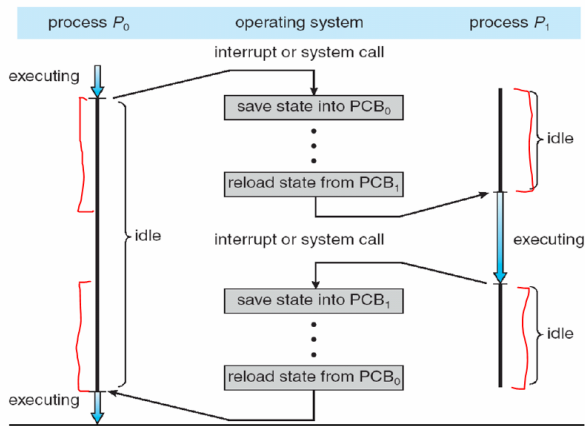 process P₀ operating system process P₁
interrupt or system call
executing
save state into PCB₀
idle
reload state from PCB₁
idle
interrupt or system call
executing
save state into PCB₁
idle
reload state from PCB₀
executing